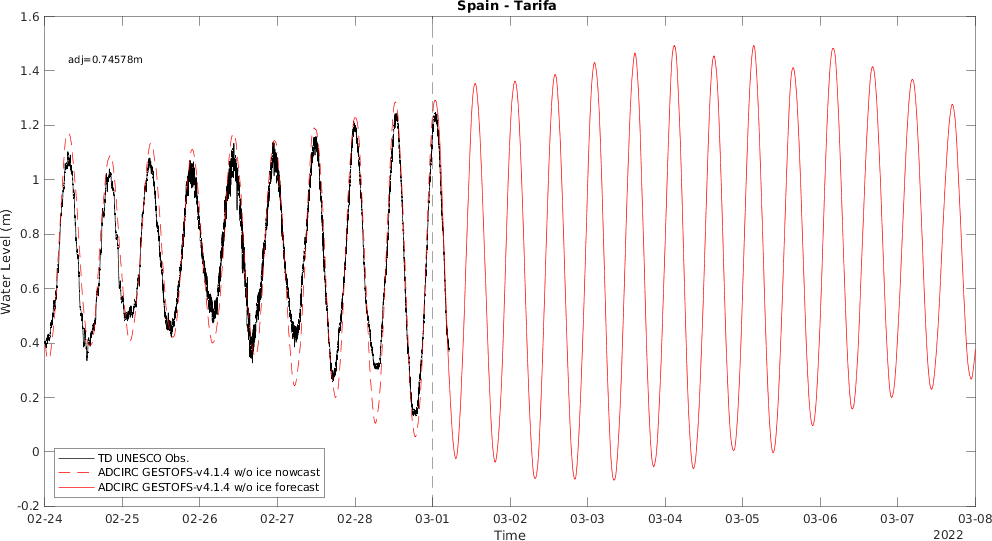 Spain - Tarifa
1.6
1.4
1.2
1
0.8
0.6
0.4
0.2
0
-0.2
Water Level (m)
adj=0.74578m
TD UNESCO Obs.
ADCIRC GESTOFS-v4.1.4 w/o ice nowcast
ADCIRC GESTOFS-v4.1.4 w/o ice forecast
02-24 02-25 02-26 02-27 02-28 03-01 03-02 03-03 03-04 03-05 03-06 03-07 03-08
Time
2022